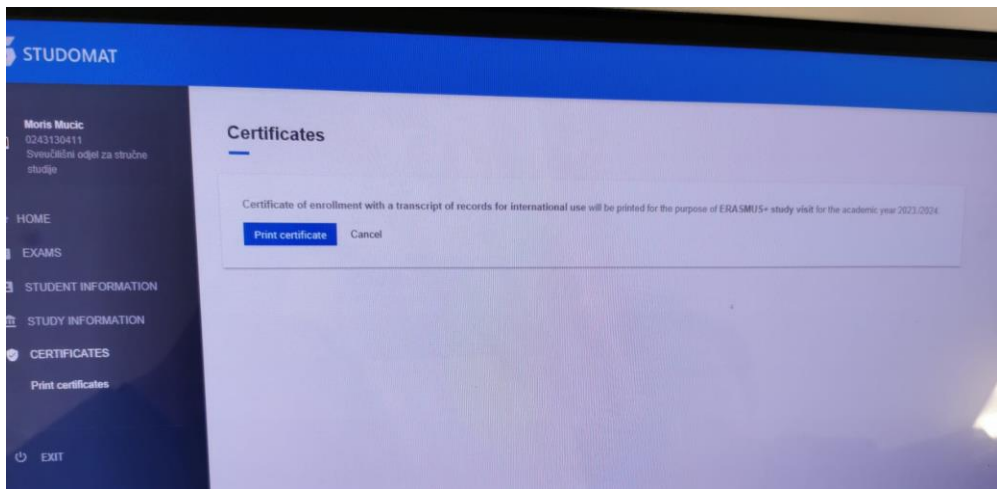 STUDOMAT
Moris Mucic
0243130411
Sveučilišni odjel za stručne
studije
HOME
EXAMS
STUDENT INFORMATION
STUDY INFORMATION
CERTIFICATES
Print certificates
EXIT
Certificates
Certificate of enrollment with a transcript of records for international use will be printed for the purpose of ERASMUS+ study visit for the academic year 2023/2024
Print certificate Cancel